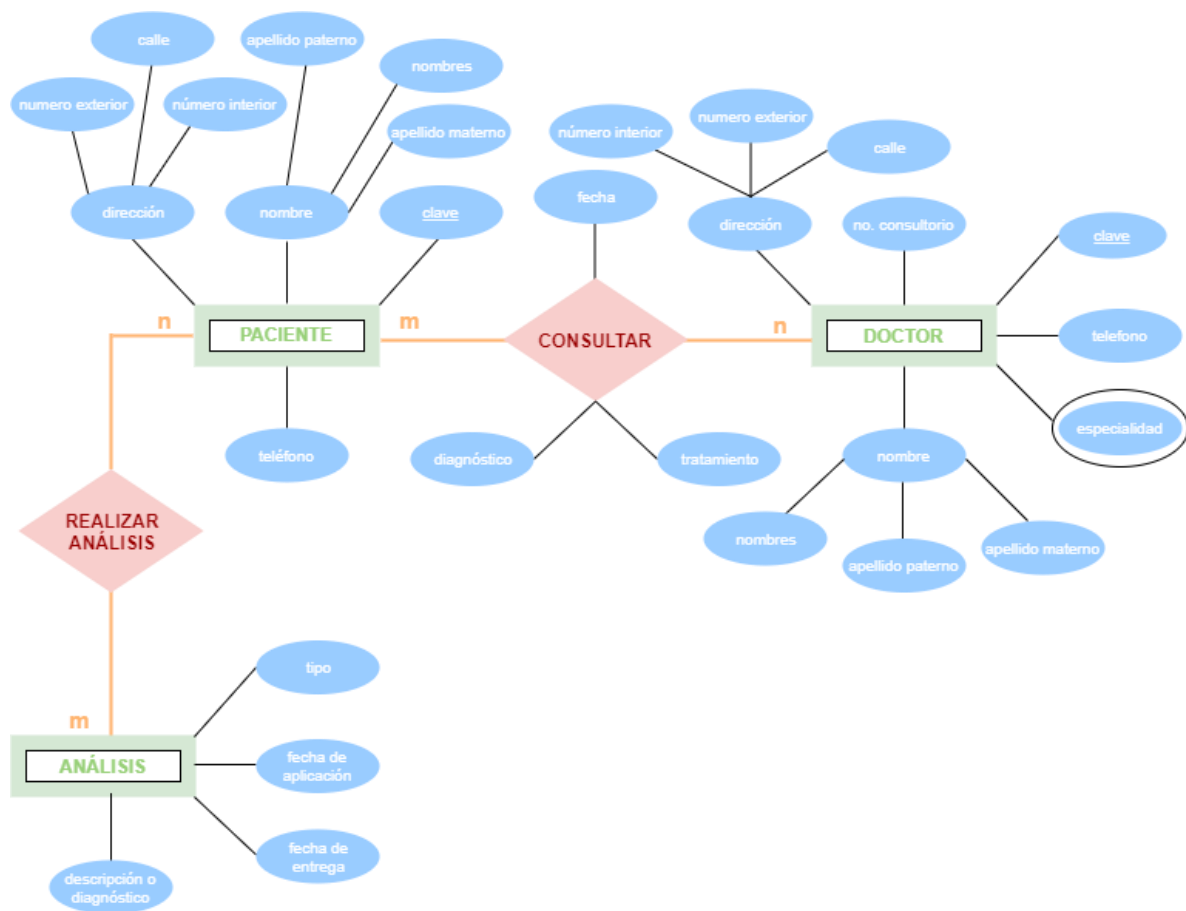 calle
apellido paterno
nombres
numero exterior
número interior
apellido materno
dirección
nombre
clave
fecha
número interior
numero exterior
calle
dirección
no. consultorio
clave
n
PACIENTE
m
CONSULTAR
n
DOCTOR
telefono
teléfono
diagnóstico
tratamiento
especialidad
nombre
nombres
apellido paterno
apellido materno
REALIZAR
ANÁLISIS
tipo
m
ANÁLISIS
fecha de
aplicación
fecha de
entrega
descripción o
diagnóstico